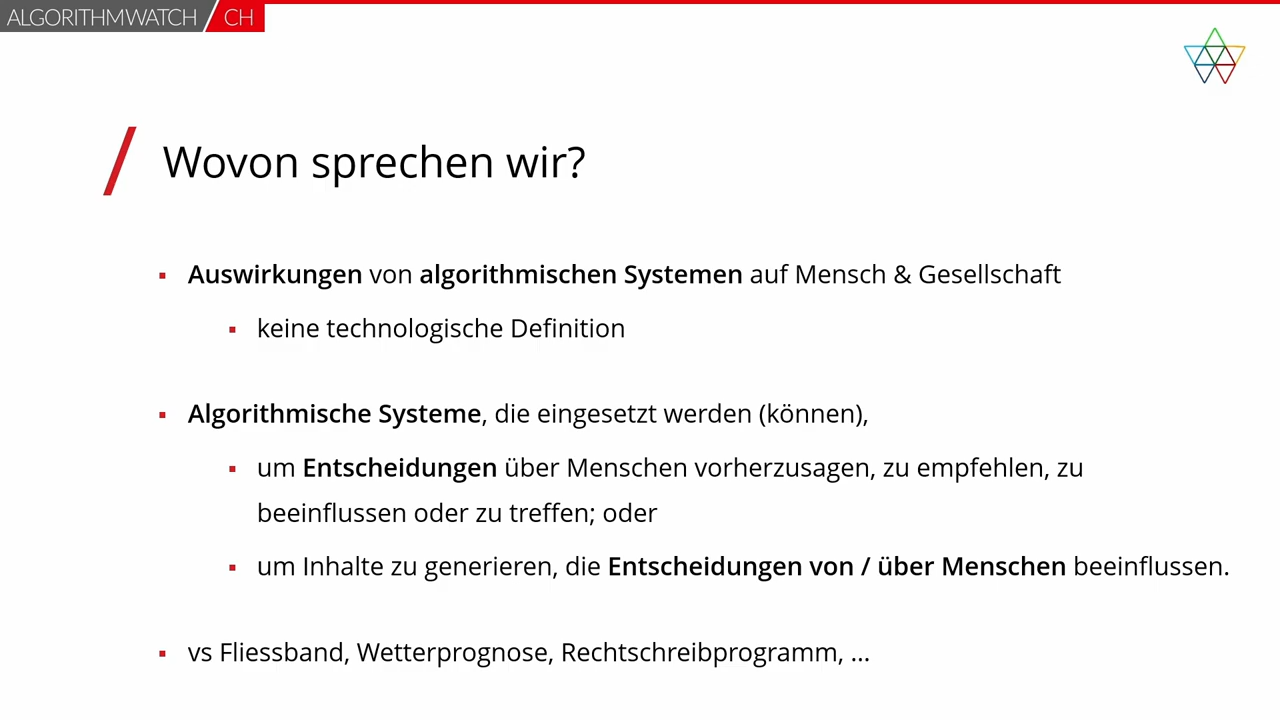 ALGORITHMWATCH / CH
Wovon sprechen wir?
▪ Auswirkungen von algorithmischen Systemen auf Mensch & Gesellschaft
▪ keine technologische Definition
▪ Algorithmische Systeme, die eingesetzt werden (können),
▪ um Entscheidungen über Menschen vorherzusagen, zu empfehlen, zu
beeinflussen oder zu treffen; oder
▪ um Inhalte zu generieren, die Entscheidungen von / über Menschen beeinflussen.
▪ vs Fliessband, Wetterprognose, Rechtschreibprogramm, ...